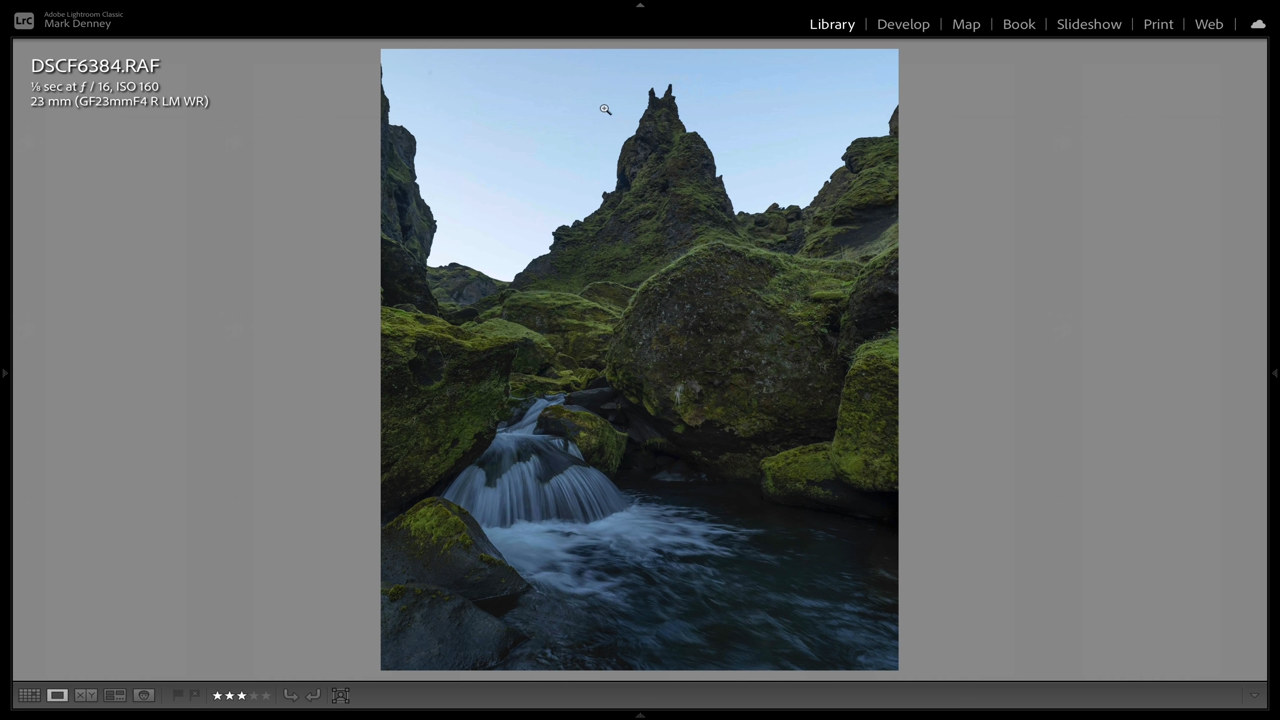 LrC
Adobe Lightroom Classic
Mark Denney
Library | Develop | Map | Book | Slideshow | Print | Web |
DSCF6384.RAF
⅛ sec at ƒ / 16, ISO 160
23 mm (GF23mmF4 R LM WR)
XY